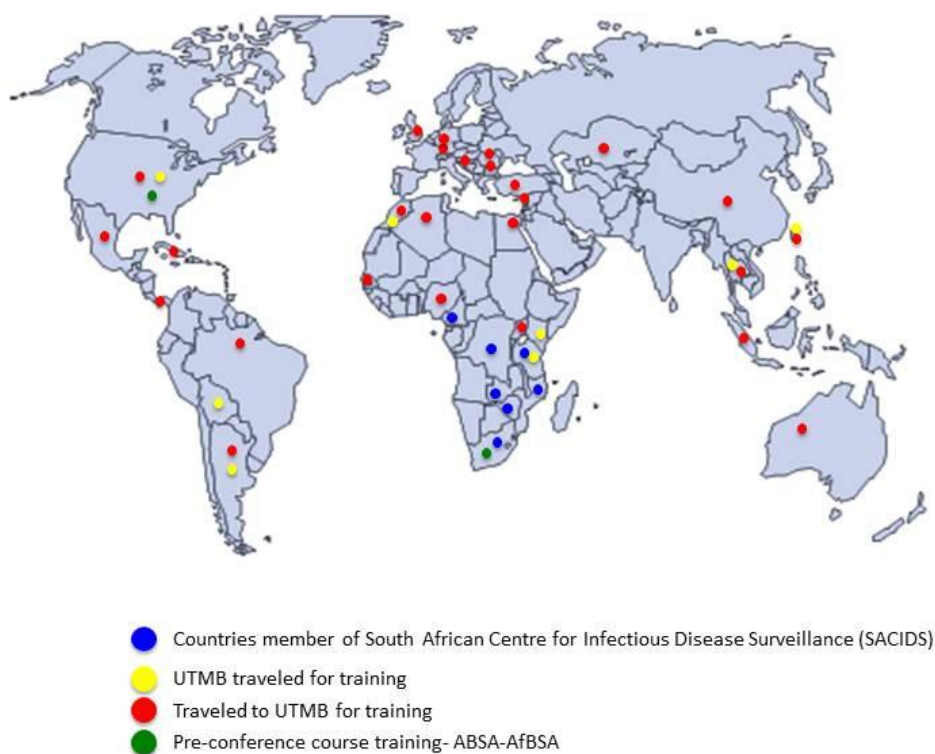 Countries member of South African Centre for Infectious Disease Surveillance (SACIDS)
UTMB traveled for training
Traveled to UTMB for training
Pre-conference course training- ABSA-AfBSA